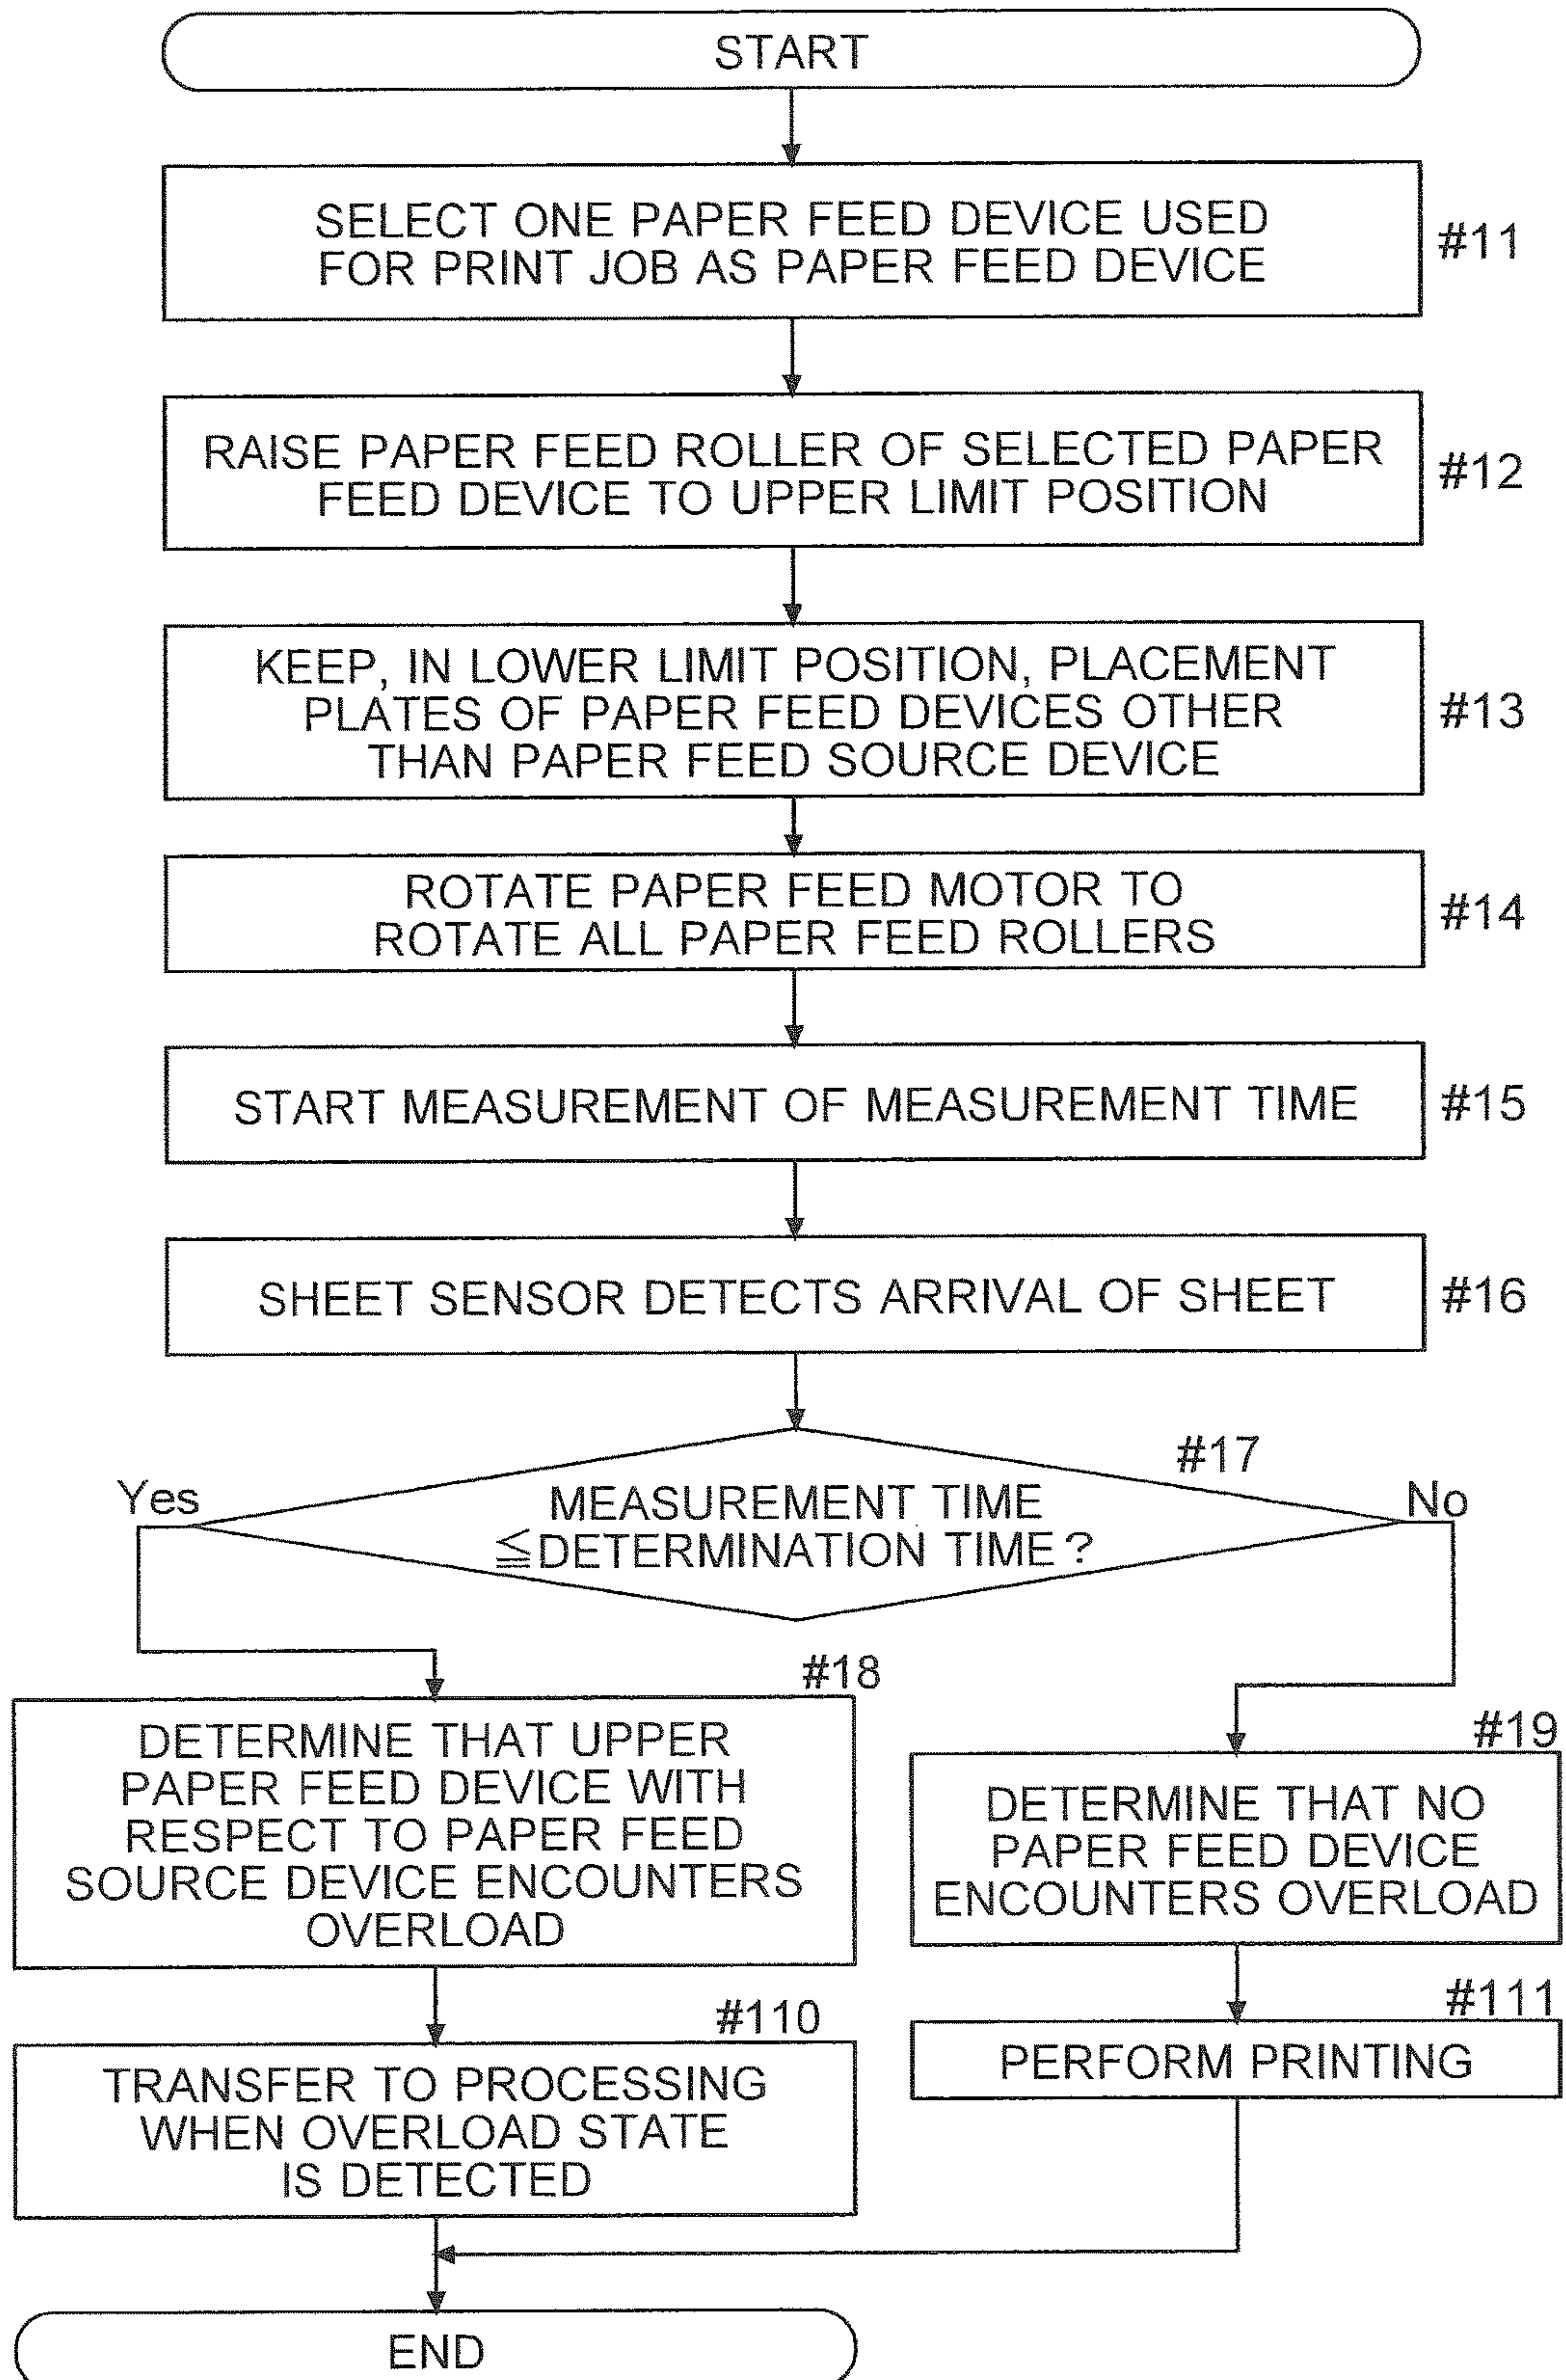 START
SELECT ONE PAPER FEED DEVICE USED
FOR PRINT JOB AS PAPER FEED DEVICE
#11
RAISE PAPER FEED ROLLER OF SELECTED PAPER
FEED DEVICE TO UPPER LIMIT POSITION
#12
KEEP, IN LOWER LIMIT POSITION, PLACEMENT
PLATES OF PAPER FEED DEVICES OTHER
THAN PAPER FEED SOURCE DEVICE
#13
ROTATE PAPER FEED MOTOR TO
ROTATE ALL PAPER FEED ROLLERS
#14
START MEASUREMENT OF MEASUREMENT TIME
#15
SHEET SENSOR DETECTS ARRIVAL OF SHEET
#16
#17
Yes
MEASUREMENT TIME
≦DETERMINATION TIME?
No
#18
DETERMINE THAT UPPER
PAPER FEED DEVICE WITH
RESPECT TO PAPER FEED
SOURCE DEVICE ENCOUNTERS
OVERLOAD
#19
DETERMINE THAT NO
PAPER FEED DEVICE
ENCOUNTERS OVERLOAD
#110
TRANSFER TO PROCESSING
WHEN OVERLOAD STATE
IS DETECTED
#111
PERFORM PRINTING
END